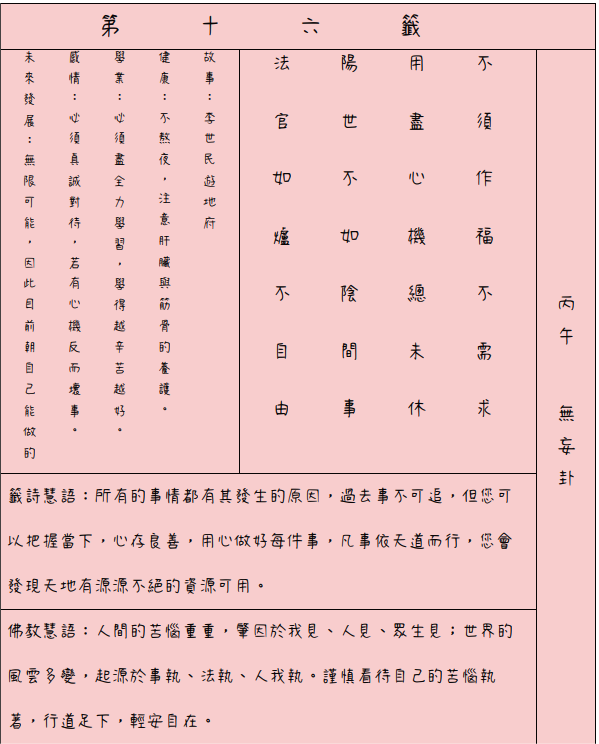 第十六籤
丙午 無妄卦
不須作福不需求
用盡心機總未休
陽世不如陰間事
法官如爐不自由
故事：李世民遊地府
健康：不熬夜，注意肝臟與筋骨的養護。
學業：必須盡全力學習，學得越辛苦越好。
感情：必須真誠對待，若有心機反而壞事。
未來發展：無限可能，因此目前朝自己能做的
籤詩慧語：所有的事情都有其發生的原因，過去事不可追，但您可
以把握當下，心存良善，用心做好每件事，凡事依天道而行，您會
發現天地有源源不絕的資源可用。
佛教慧語：人間的苦惱重重，肇因於我見、人見、眾生見；世界的
風雲多變，起源於事執、法執、人我執。謹慎看待自己的苦惱執
著，行道足下，輕安自在。